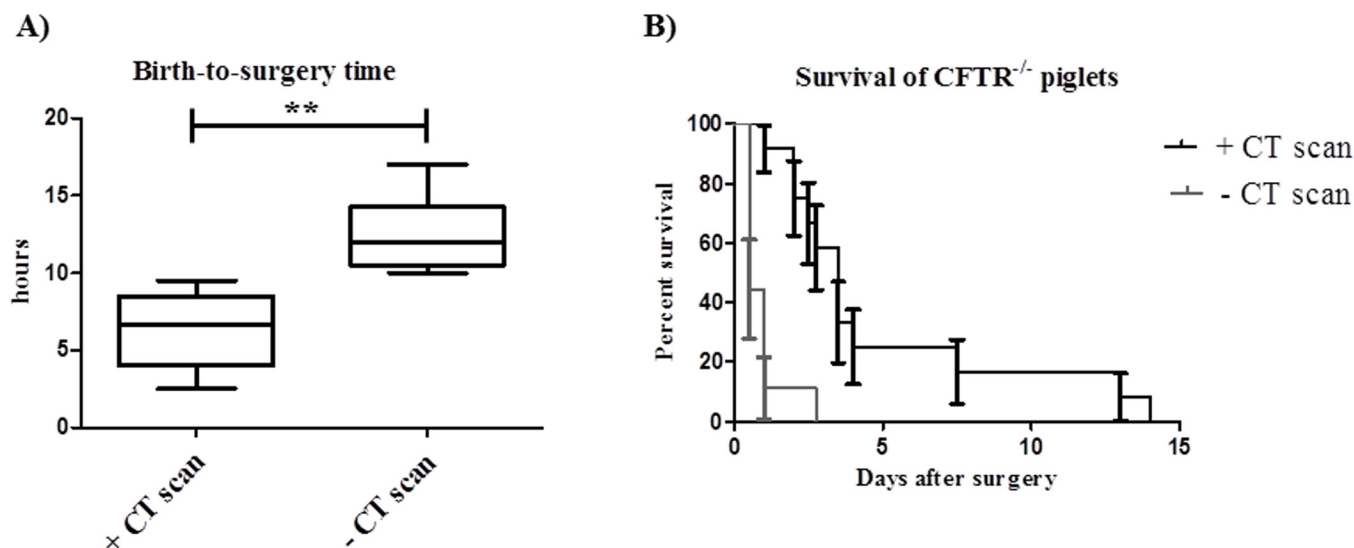 A)
Birth-to-surgery time
**
20
15
10
5
0
hours
+ CT scan
- CT scan
B)
Survival of CFTR-/- piglets
100
80
60
40
20
0
Percent survival
0 5 10 15
Days after surgery
+ CT scan
- CT scan